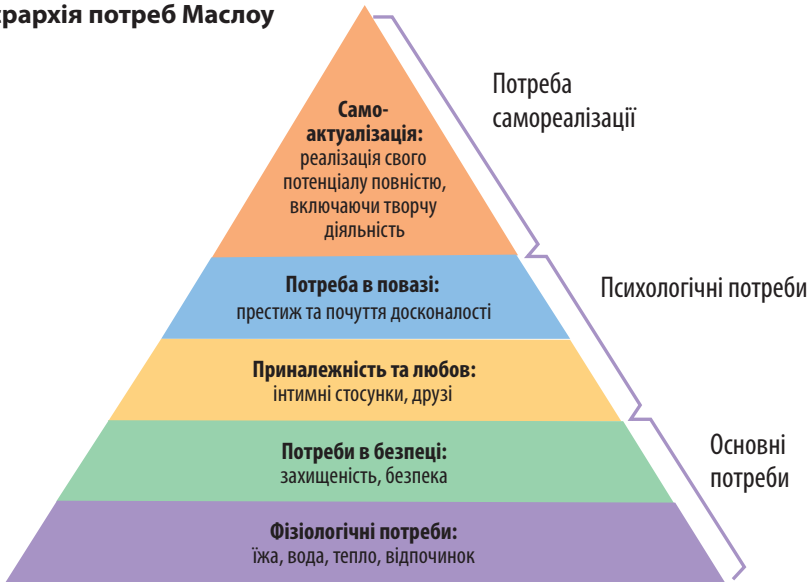 єрархія потреб Маслоу
Само-
актуалізація:
реалізація свого
потенціалу повністю,
включаючи творчу
діяльність
Потреба
самореалізації
Потреба в повазі:
престиж та почуття досконалості
Психологічні потреби
Приналежність та любов:
інтимні стосунки, друзі
Потреби в безпеці:
захищеність, безпека
Основні
потреби
Фізіологічні потреби:
їжа, вода, тепло, відпочинок